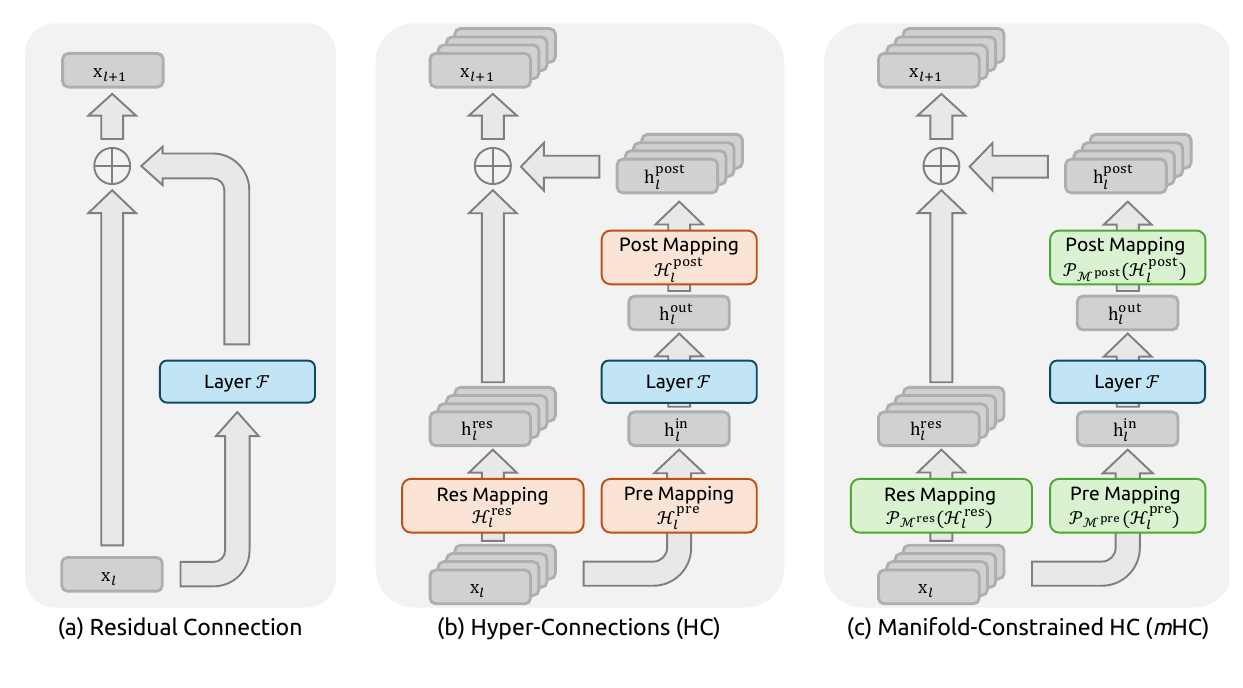 x_{l+1}
Layer ℱ
x_l
(a) Residual Connection
x_{l+1}
h_l^{post}
Post Mapping
ℋ_l^{post}
h_l^{out}
Layer ℱ
h_l^{res}
h_l^{in}
Res Mapping
ℋ_l^{res}
Pre Mapping
ℋ_l^{pre}
x_l
(b) Hyper-Connections (HC)
x_{l+1}
h_l^{post}
Post Mapping
𝒫_{ℳ^{post}}(ℋ_l^{post})
h_l^{out}
Layer ℱ
h_l^{res}
h_l^{in}
Res Mapping
𝒫_{ℳ^{res}}(ℋ_l^{res})
Pre Mapping
𝒫_{ℳ^{pre}}(ℋ_l^{pre})
x_l
(c) Manifold-Constrained HC (mHC)